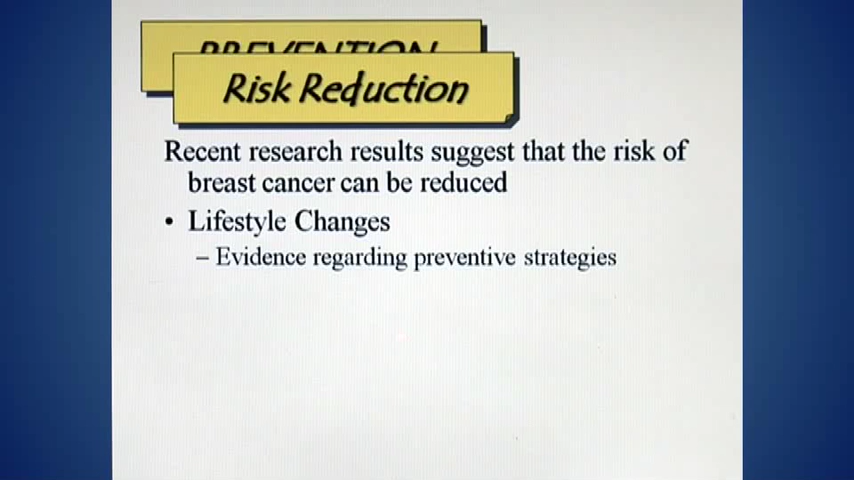 PREVENTION
Risk Reduction
Recent research results suggest that the risk of
breast cancer can be reduced
• Lifestyle Changes
– Evidence regarding preventive strategies